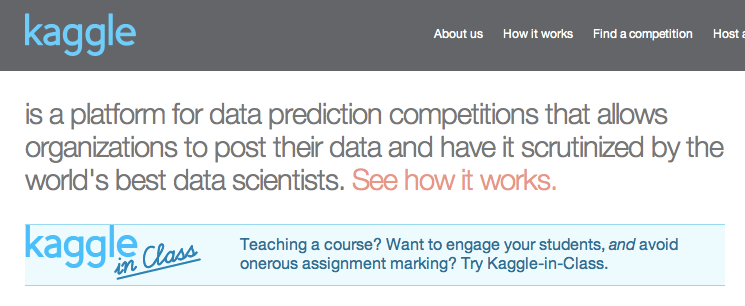 kaggle
About us How it works Find a competition Host a
is a platform for data prediction competitions that allows
organizations to post their data and have it scrutinized by the
world's best data scientists. See how it works.
kaggle
in Class
Teaching a course? Want to engage your students, and avoid
onerous assignment marking? Try Kaggle-in-Class.